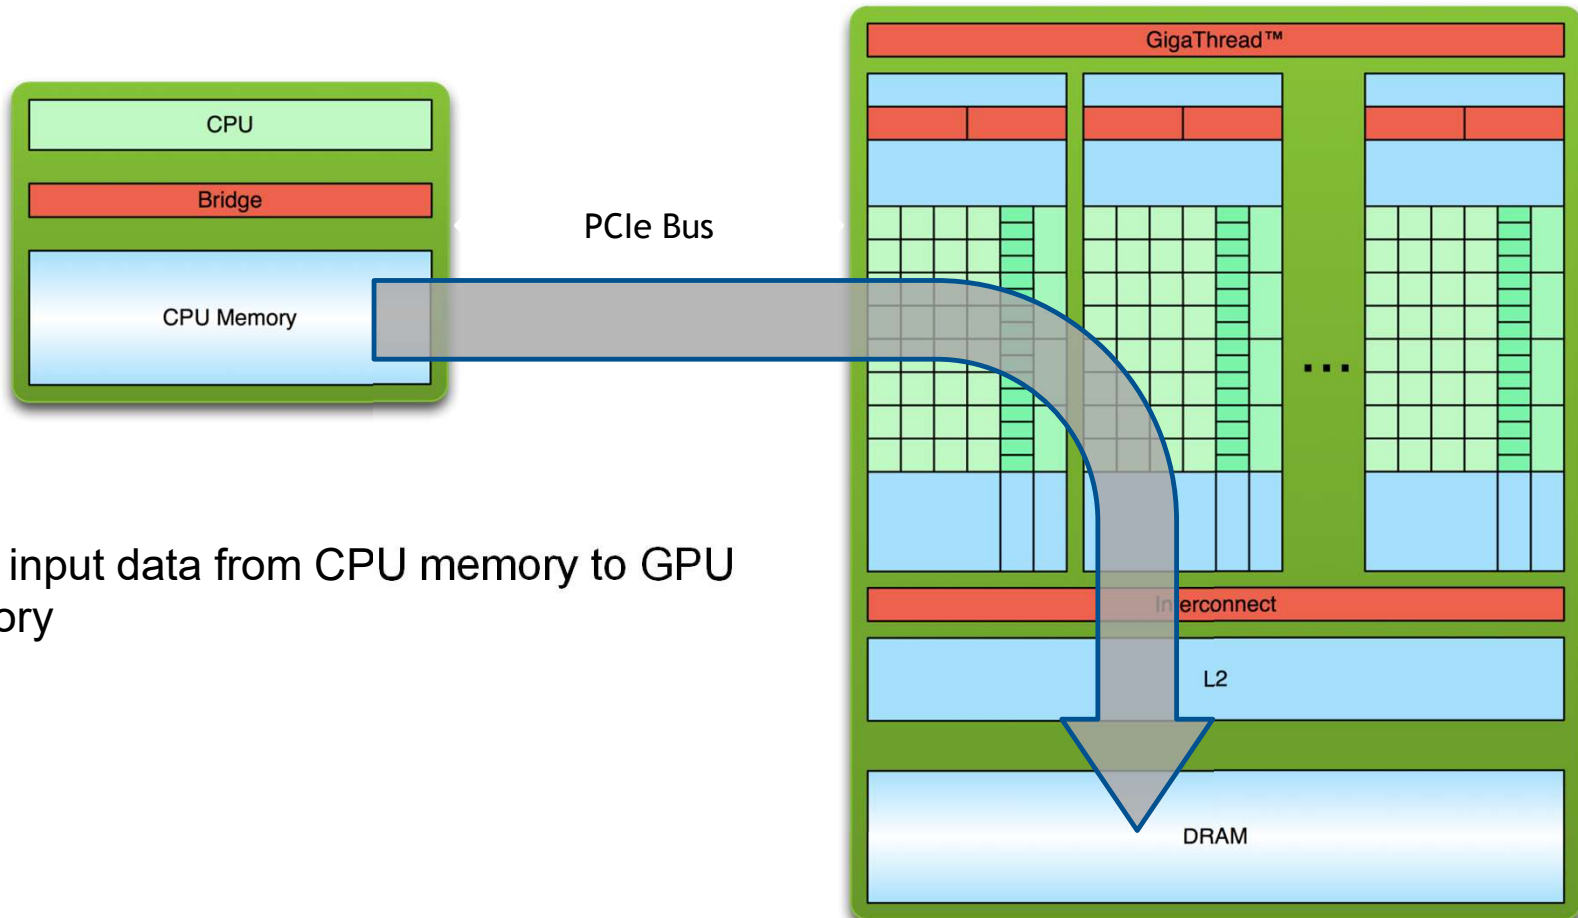 GigaThread™
CPU
Bridge
PCIe Bus
CPU Memory
...
input data from CPU memory to GPU
ory
Interconnect
L2
DRAM